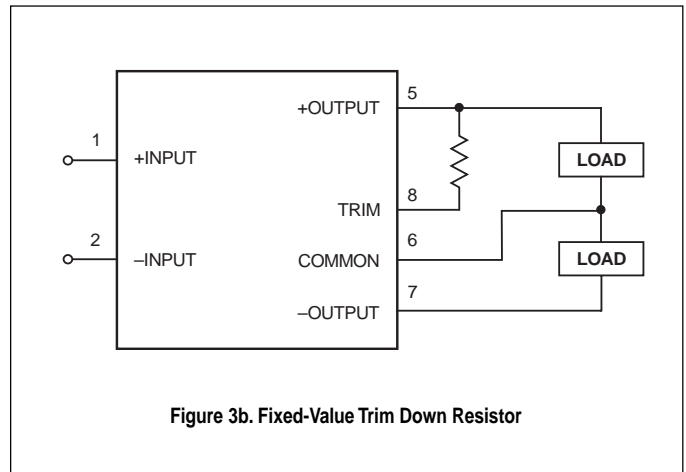 5
+OUTPUT
1
+INPUT
LOAD
TRIM
8
2
6
–INPUT
COMMON
LOAD
7
–OUTPUT
Figure 3b. Fixed-Value Trim Down Resistor